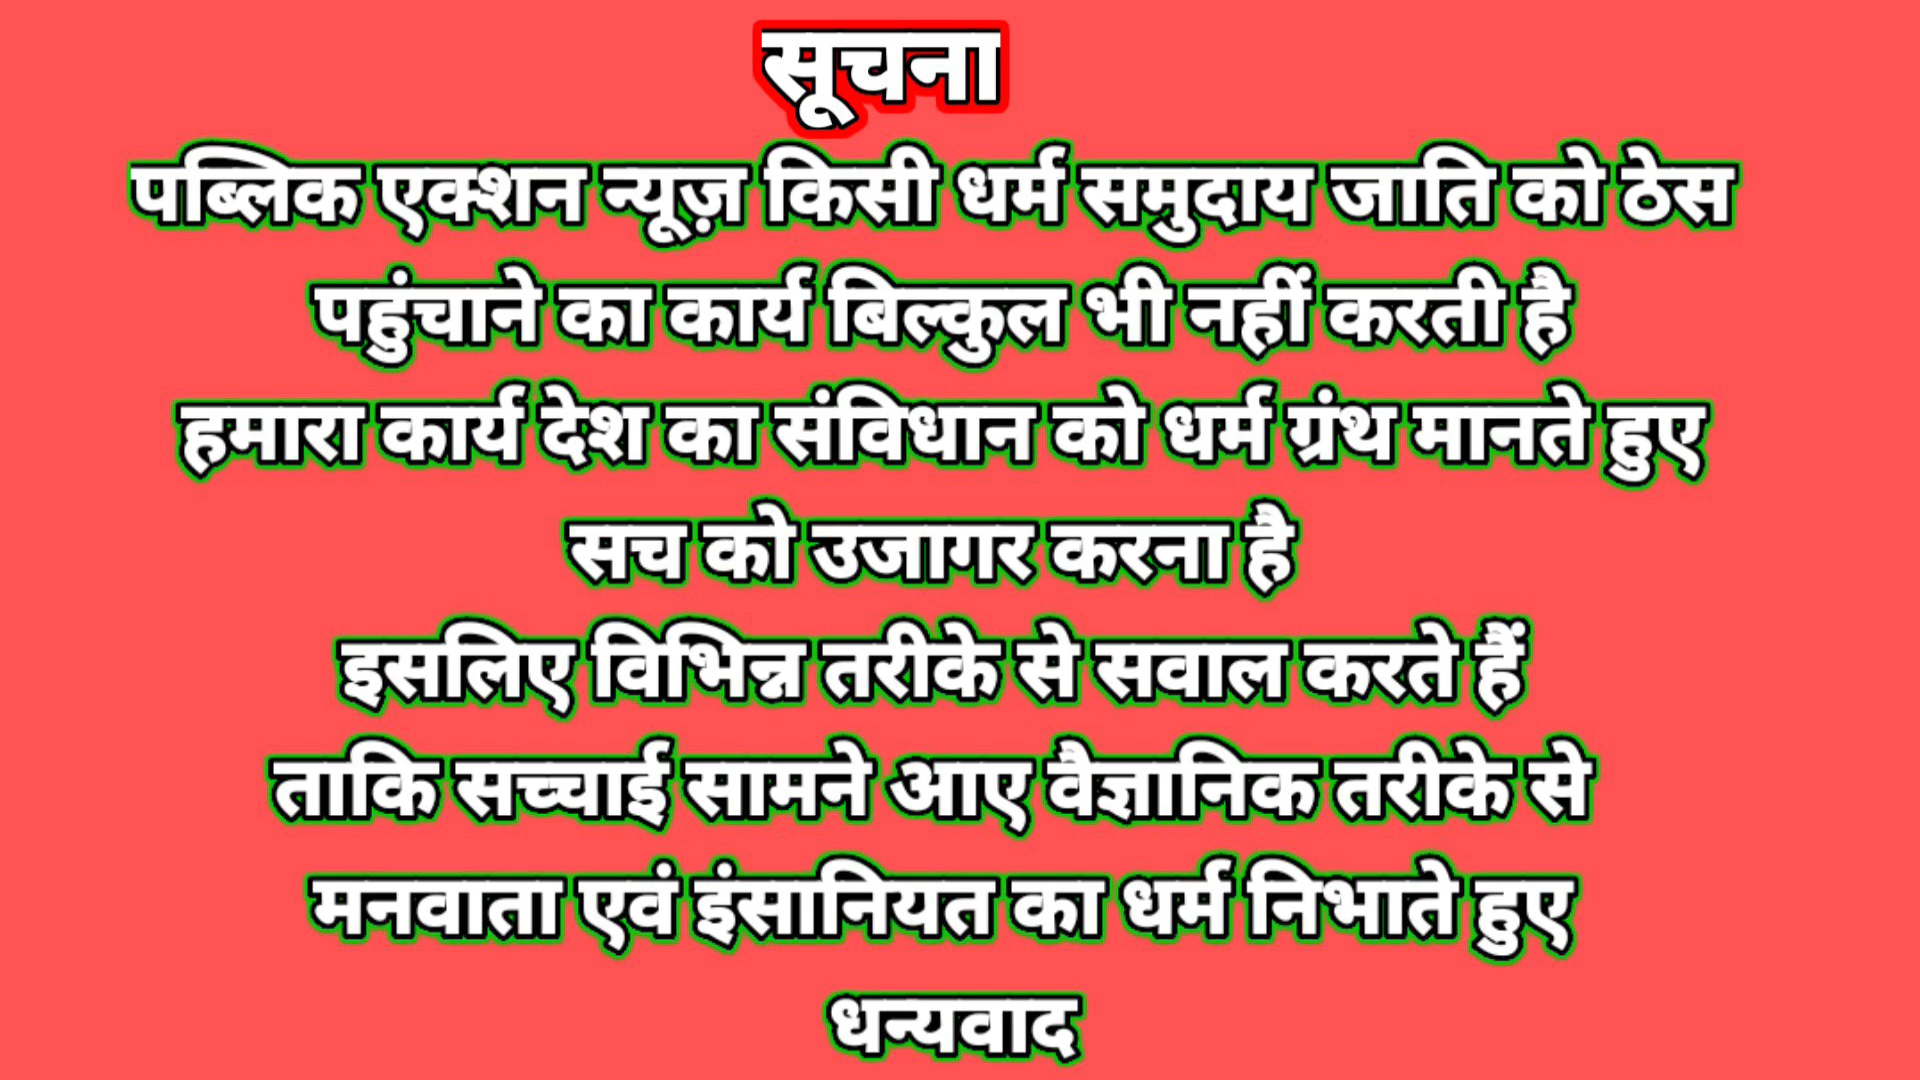 सूचना
पब्लिक एक्शन न्यूज़ किसी धर्म समुदाय जाति को ठेस
पहुंचाने का कार्य बिल्कुल भी नहीं करती है
हमारा कार्य देश का संविधान को धर्म ग्रंथ मानते हुए
सच को उजागर करना है
इसलिए विभिन्न तरीके से सवाल करते हैं
ताकि सच्चाई सामने आए वैज्ञानिक तरीके से
मनवाता एवं इंसानियत का धर्म निभाते हुए
धन्यवाद